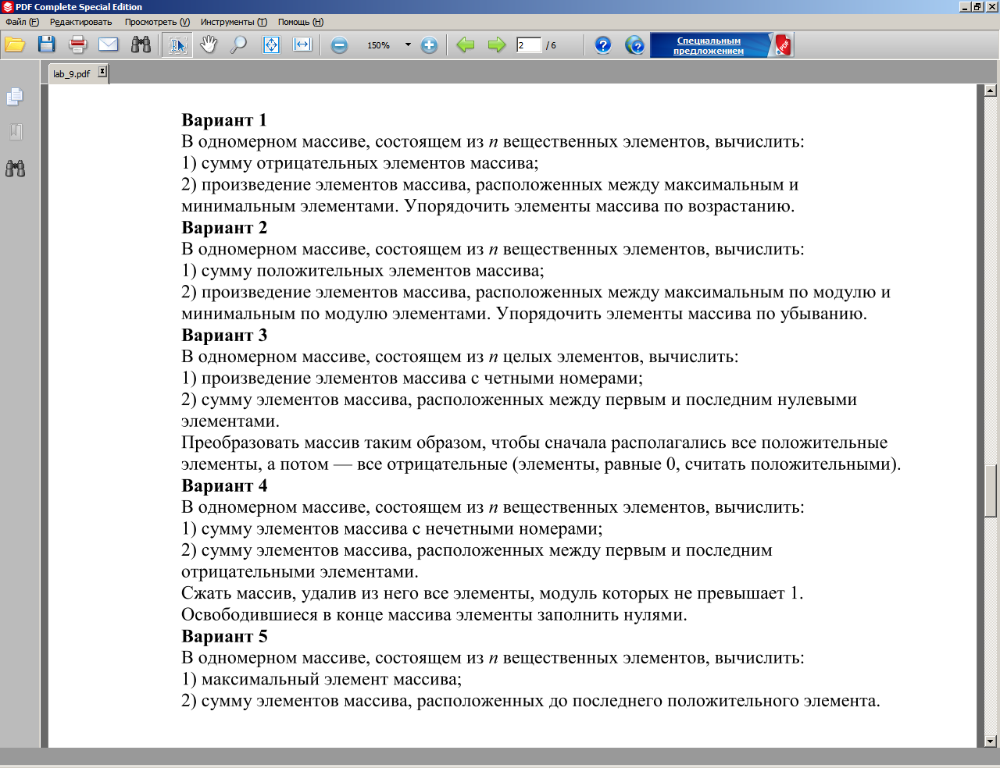 PDF Complete Special Edition
Файл (F) Редактировать Просмотреть (V) Инструменты (T) Помощь (H)
150% 2 / 6 Специальным предложением PDF
lab_9.pdf
Вариант 1
В одномерном массиве, состоящем из n вещественных элементов, вычислить:
1) сумму отрицательных элементов массива;
2) произведение элементов массива, расположенных между максимальным и
минимальным элементами. Упорядочить элементы массива по возрастанию.
Вариант 2
В одномерном массиве, состоящем из n вещественных элементов, вычислить:
1) сумму положительных элементов массива;
2) произведение элементов массива, расположенных между максимальным по модулю и
минимальным по модулю элементами. Упорядочить элементы массива по убыванию.
Вариант 3
В одномерном массиве, состоящем из n целых элементов, вычислить:
1) произведение элементов массива с четными номерами;
2) сумму элементов массива, расположенных между первым и последним нулевыми
элементами.
Преобразовать массив таким образом, чтобы сначала располагались все положительные
элементы, а потом — все отрицательные (элементы, равные 0, считать положительными).
Вариант 4
В одномерном массиве, состоящем из n вещественных элементов, вычислить:
1) сумму элементов массива с нечетными номерами;
2) сумму элементов массива, расположенных между первым и последним
отрицательными элементами.
Сжать массив, удалив из него все элементы, модуль которых не превышает 1.
Освободившиеся в конце массива элементы заполнить нулями.
Вариант 5
В одномерном массиве, состоящем из n вещественных элементов, вычислить:
1) максимальный элемент массива;
2) сумму элементов массива, расположенных до последнего положительного элемента.